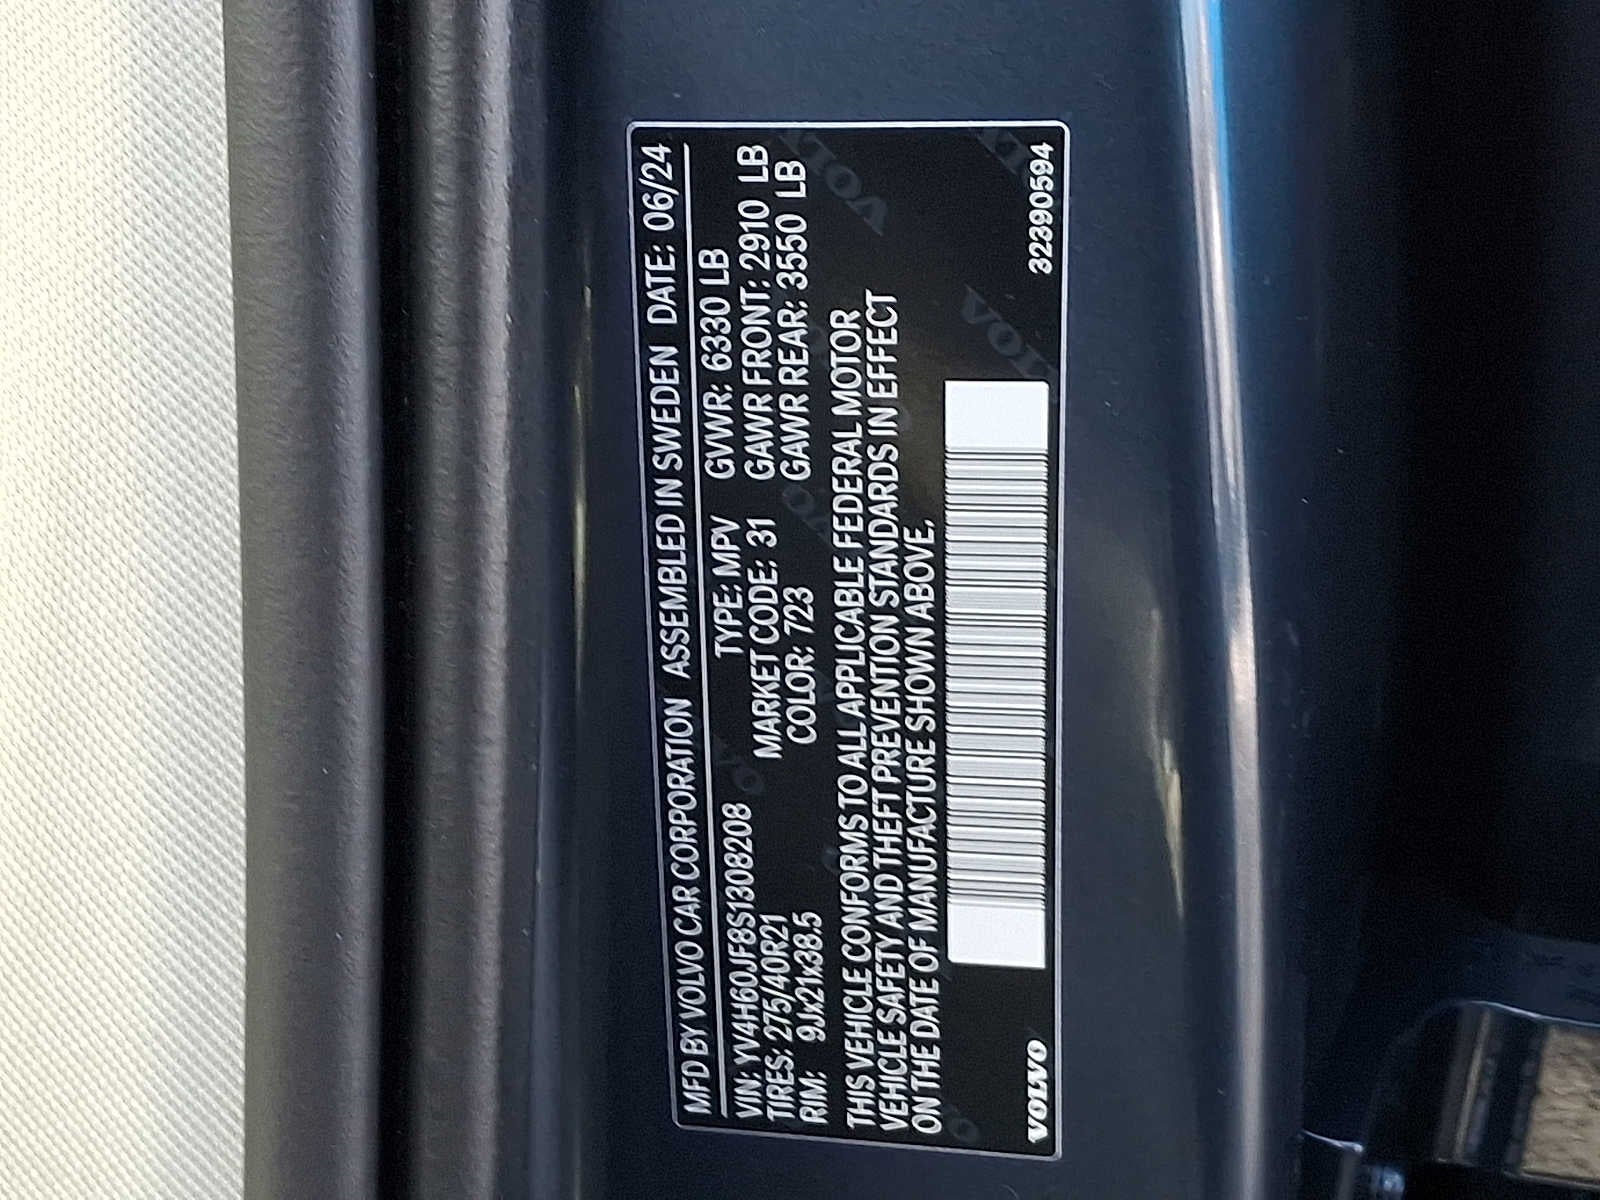 MFD BY VOLVO CAR CORPORATION ASSEMBLED IN SWEDEN DATE: 06/24
VIN: YV4H60JF8S1308208 TYPE: MPV GVWR: 6330 LB
TIRES: 275/40R21 MARKET CODE: 31 GAWR FRONT: 2910 LB
RIM: 9Jx21x38.5 COLOR: 723 GAWR REAR: 3550 LB
THIS VEHICLE CONFORMS TO ALL APPLICABLE FEDERAL MOTOR
VEHICLE SAFETY AND THEFT PREVENTION STANDARDS IN EFFECT
ON THE DATE OF MANUFACTURE SHOWN ABOVE.
VOLVO 32390594